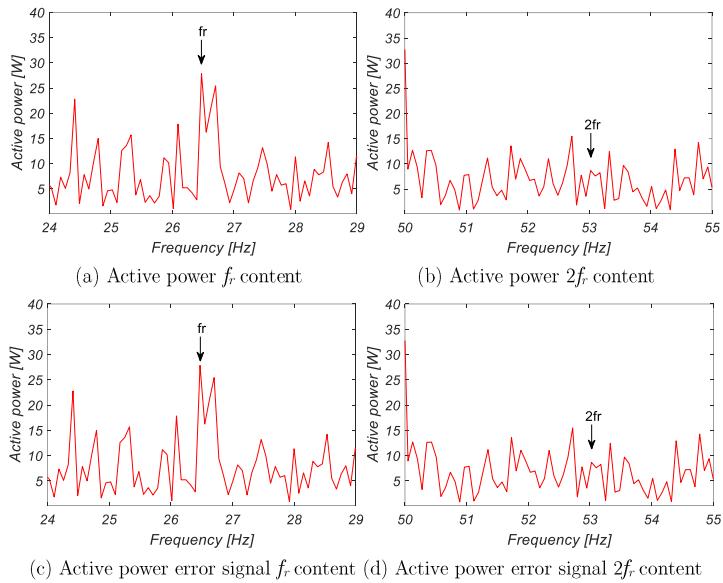 40
35
30
25
20
15
10
5
Active power [W]
fr
24 25 26 27 28 29
Frequency [Hz]
(a) Active power fr content
40
35
30
25
20
15
10
5
Active power [W]
2fr
50 51 52 53 54 55
Frequency [Hz]
(b) Active power 2fr content
40
35
30
25
20
15
10
5
Active power [W]
fr
24 25 26 27 28 29
Frequency [Hz]
(c) Active power error signal fr content
40
35
30
25
20
15
10
5
Active power [W]
2fr
50 51 52 53 54 55
Frequency [Hz]
(d) Active power error signal 2fr content